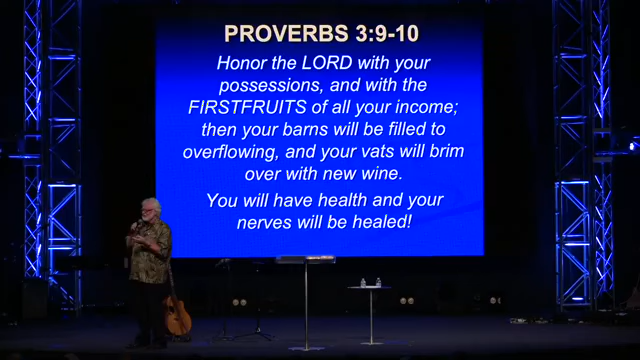 PROVERBS 3:9-10
Honor the LORD with your
possessions, and with the
FIRSTFRUITS of all your income;
then your barns will be filled to
overflowing, and your vats will brim
over with new wine.
You will have health and your
nerves will be healed!